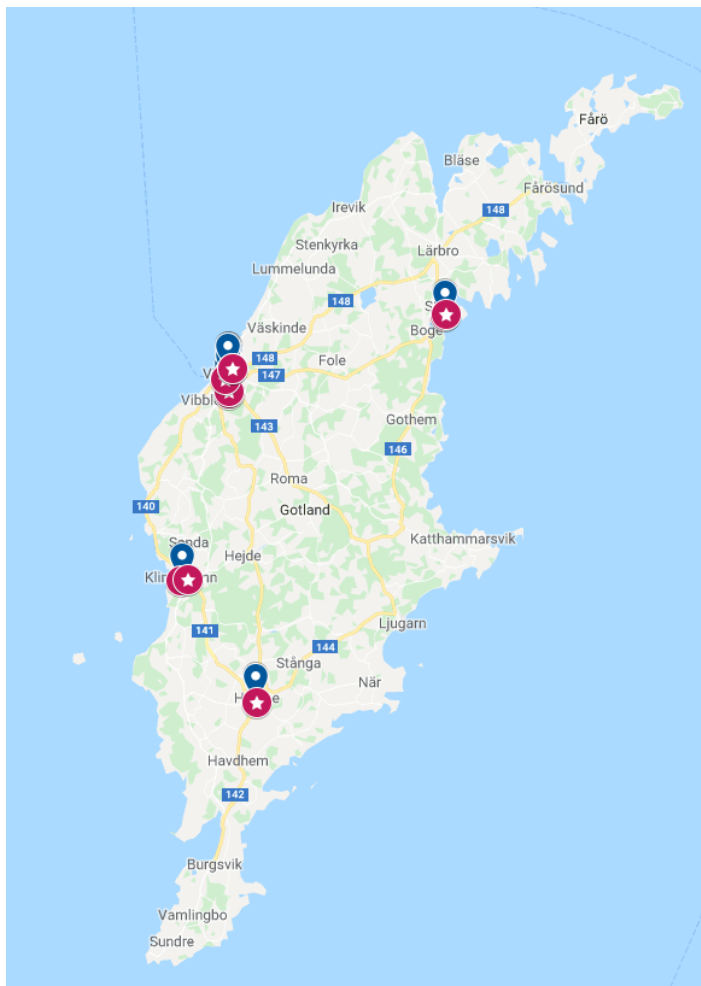 Fårö
Bläse
Fårösund
Irevik
148
Stenkyrka
Lärbro
Lummelunda
148
Väskinde
Boge
148
Fole
147
Gothem
143
146
Roma
140
Gotland
Katthammarsvik
Sanda
Hejde
Ljugarn
141
144
Stånga
När
Havdhem
142
Burgsvik
Vamlingbo
Sundre